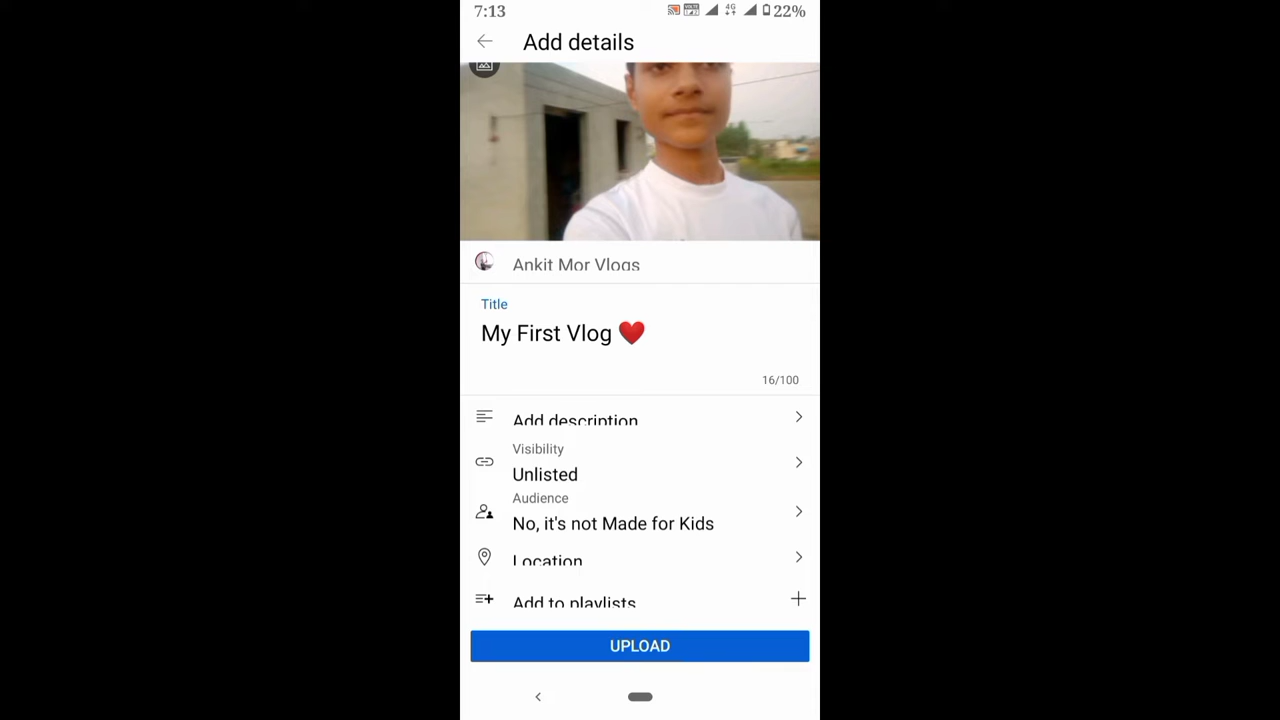 7:13 4G 22%
Add details
Ankit Mor Vlogs
Title
My First Vlog ❤️
16/100
Add description
Visibility
Unlisted
Audience
No, it's not Made for Kids
Location
Add to playlists
UPLOAD